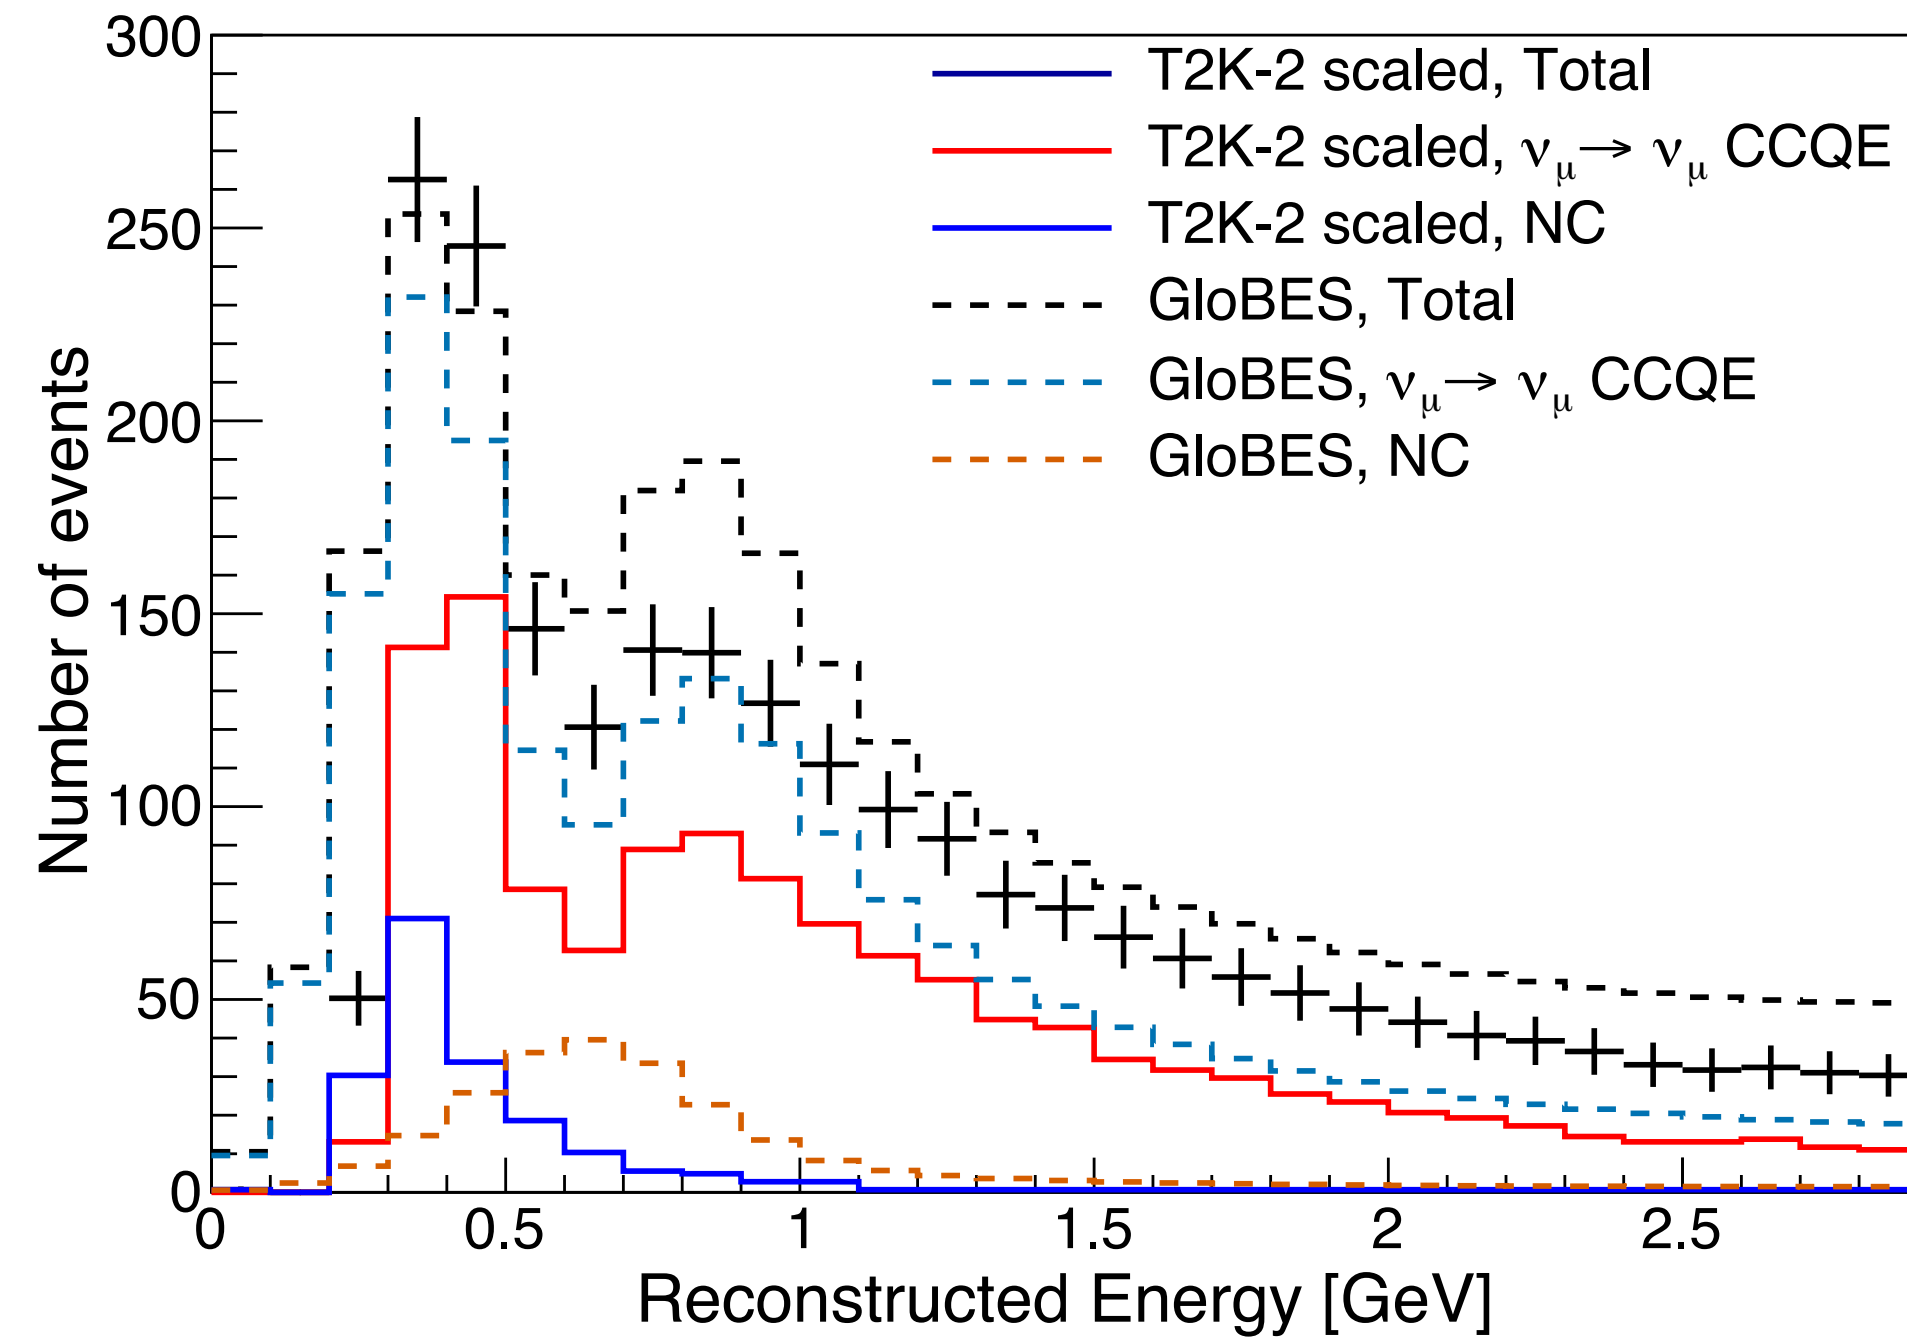 300
250
200
150
100
50
0
Number of events
T2K-2 scaled, Total
T2K-2 scaled, νμ → νμ CCQE
T2K-2 scaled, NC
GloBES, Total
GloBES, νμ → νμ CCQE
GloBES, NC
0 0.5 1 1.5 2 2.5
Reconstructed Energy [GeV]